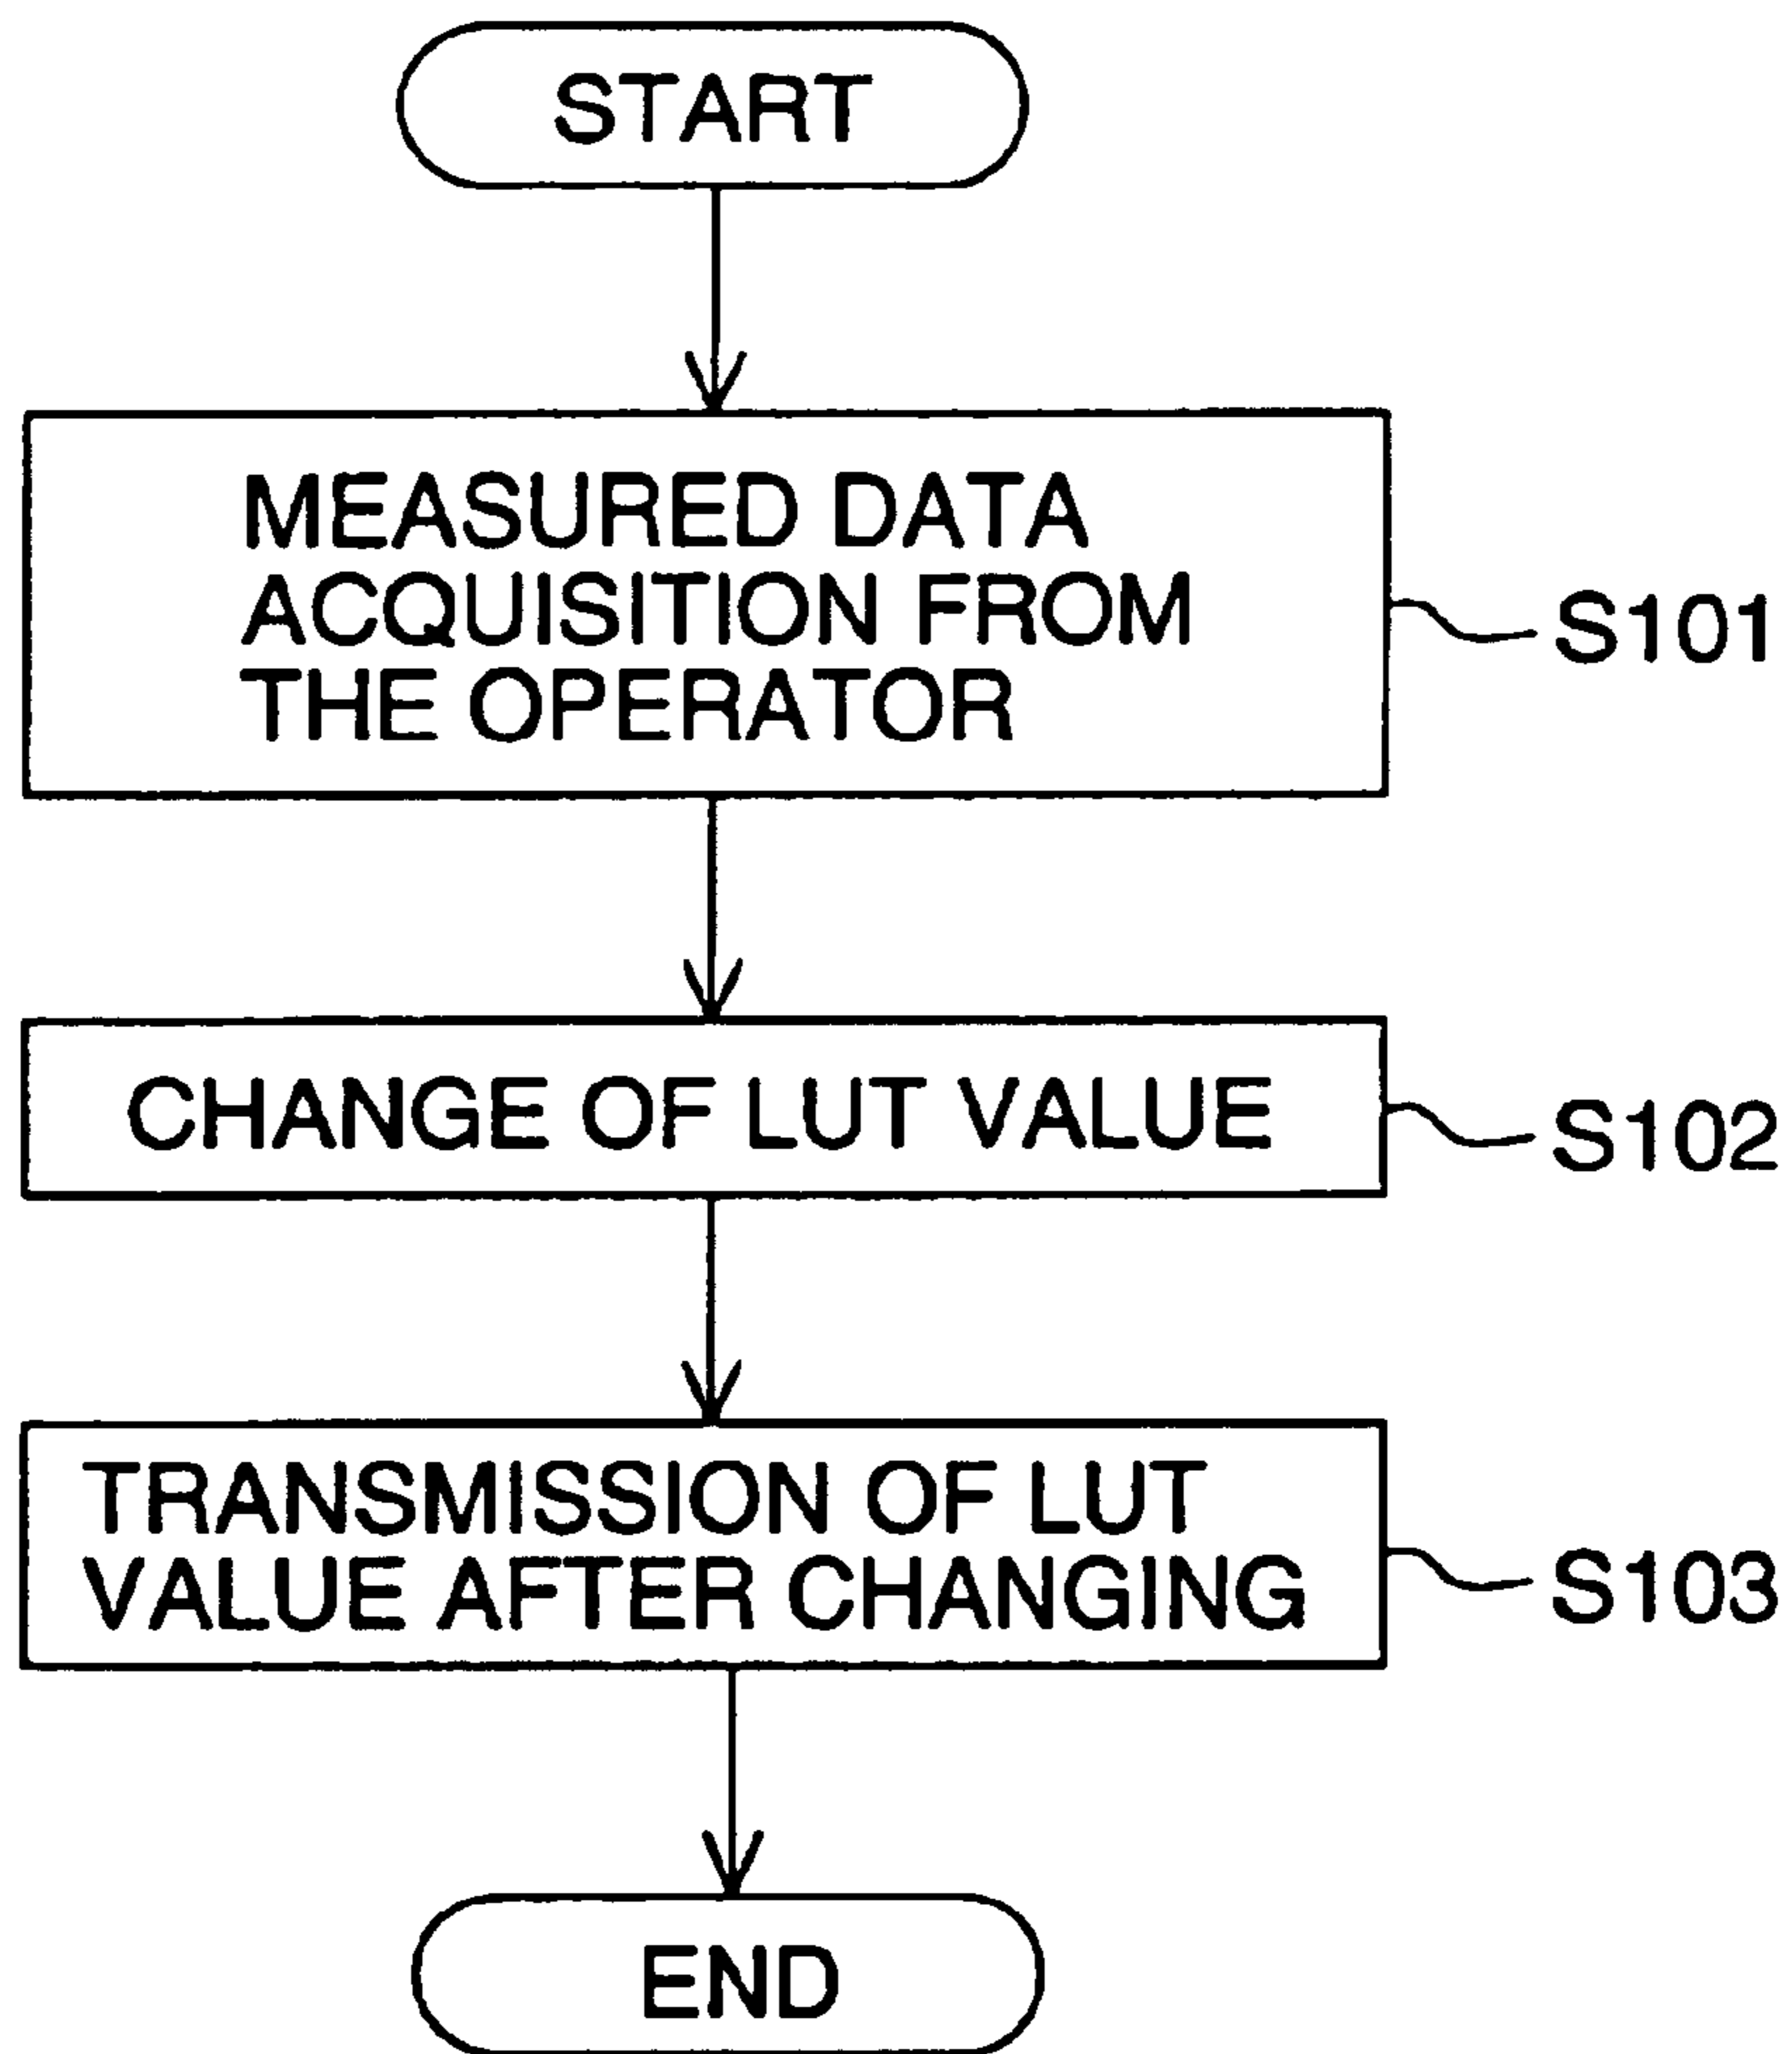 START
MEASURED DATA
ACQUISITION FROM
THE OPERATOR
S101
CHANGE OF LUT VALUE
S102
TRANSMISSION OF LUT
VALUE AFTER CHANGING
S103
END